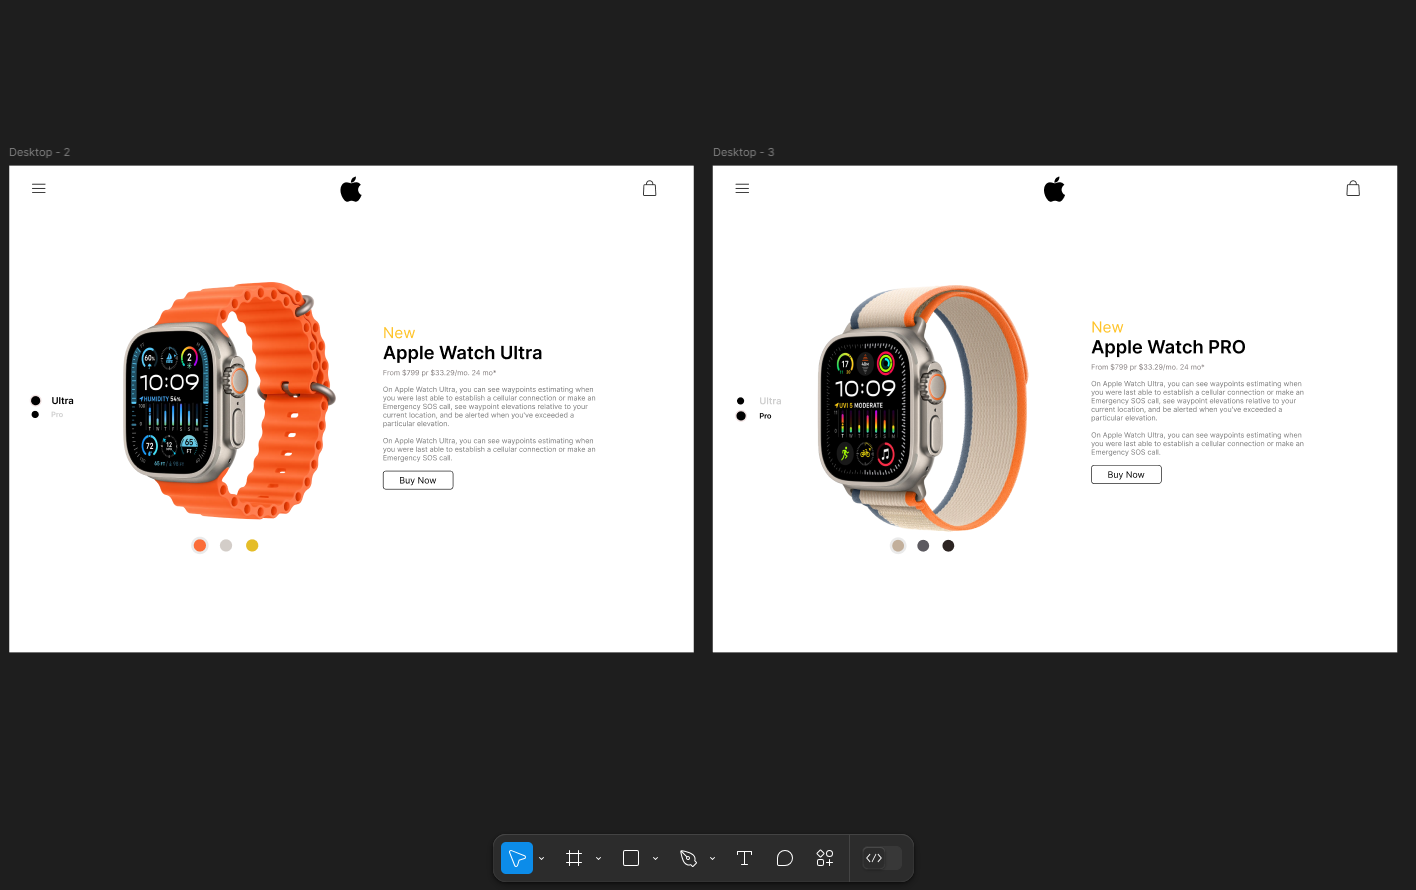 Desktop - 2
New
Apple Watch Ultra
From $799 pr $33.29/mo. 24 mo*
On Apple Watch Ultra, you can see waypoints estimating when
you were last able to establish a cellular connection or make an
Emergency SOS call, see waypoint elevations relative to your
current location, and be alerted when you've exceeded a
particular elevation.
On Apple Watch Ultra, you can see waypoints estimating when
you were last able to establish a cellular connection or make an
Emergency SOS call.
Buy Now
Ultra
Pro
60%
2
10:09
HUMIDITY 54%
100
M T W T F S S
72
12
65
FT
Desktop - 3
New
Apple Watch PRO
From $799 pr $33.29/mo. 24 mo*
On Apple Watch Ultra, you can see waypoints estimating when
you were last able to establish a cellular connection or make an
Emergency SOS call, see waypoint elevations relative to your
current location, and be alerted when you've exceeded a
particular elevation.
On Apple Watch Ultra, you can see waypoints estimating when
you were last able to establish a cellular connection or make an
Emergency SOS call.
Buy Now
Ultra
Pro
17
10:09
UVI 5 MODERATE